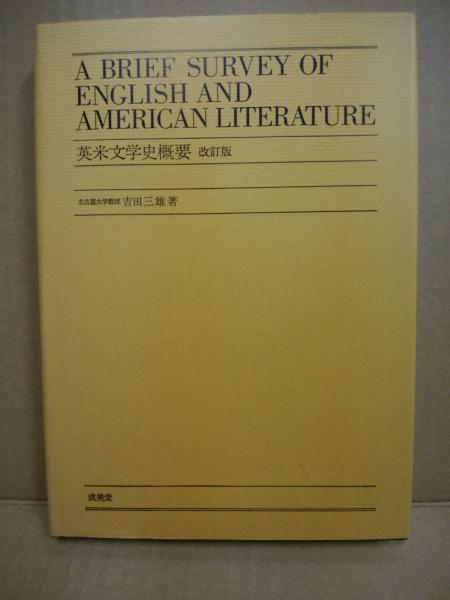 A BRIEF SURVEY OF
ENGLISH AND
AMERICAN LITERATURE
英米文学史概要 改訂版
名古屋大学教授 吉田三雄著
成美堂